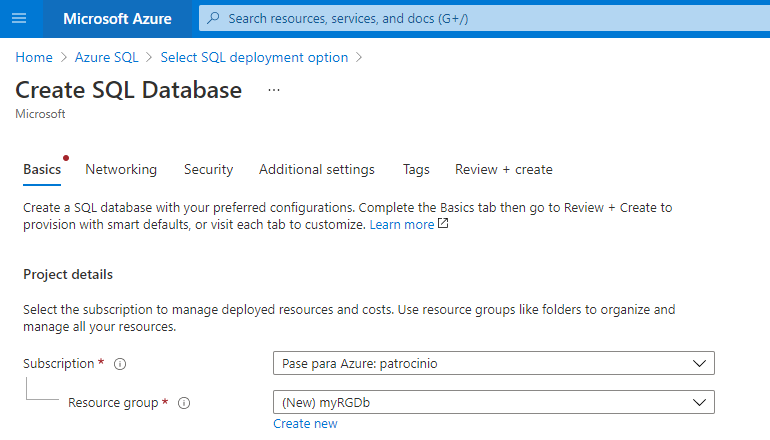 Microsoft Azure
Search resources, services, and docs (G+/)
Home > Azure SQL > Select SQL deployment option >
Create SQL Database ...
Microsoft
Basics Networking Security Additional settings Tags Review + create
Create a SQL database with your preferred configurations. Complete the Basics tab then go to Review + Create to
provision with smart defaults, or visit each tab to customize. Learn more
Project details
Select the subscription to manage deployed resources and costs. Use resource groups like folders to organize and
manage all your resources.
Subscription * Pase para Azure: patrocinio
Resource group * (New) myRGDb
Create new